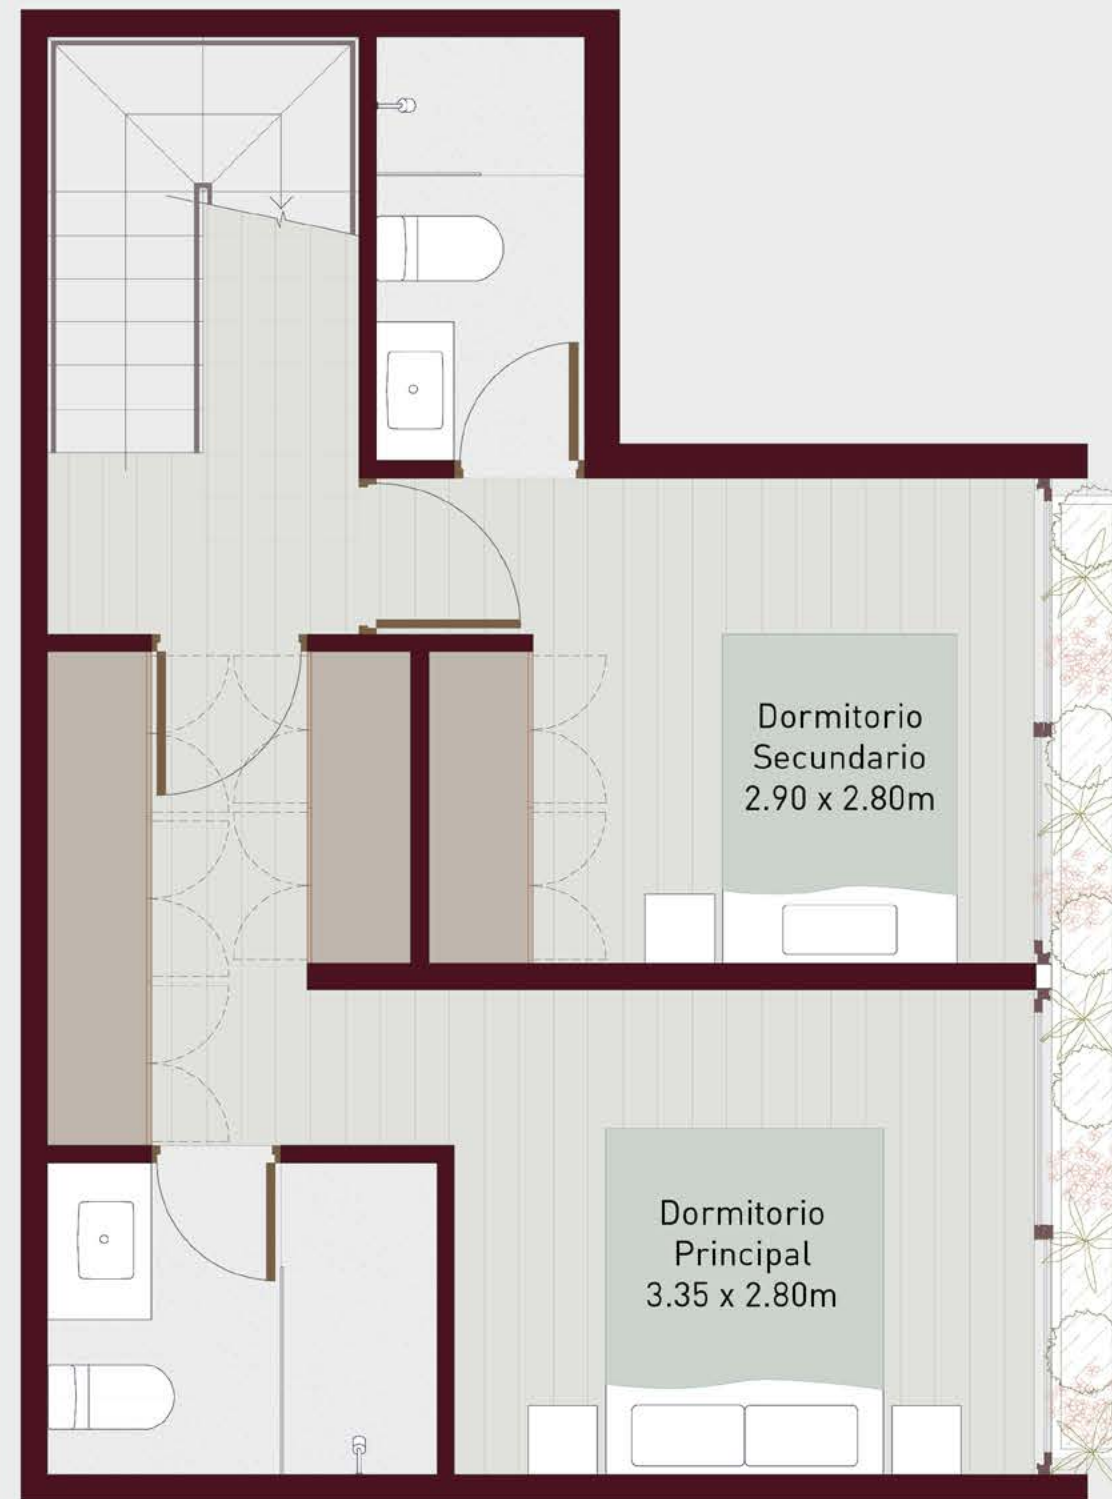 Dormitorio
Secundario
2.90 x 2.80m
Dormitorio
Principal
3.35 x 2.80m